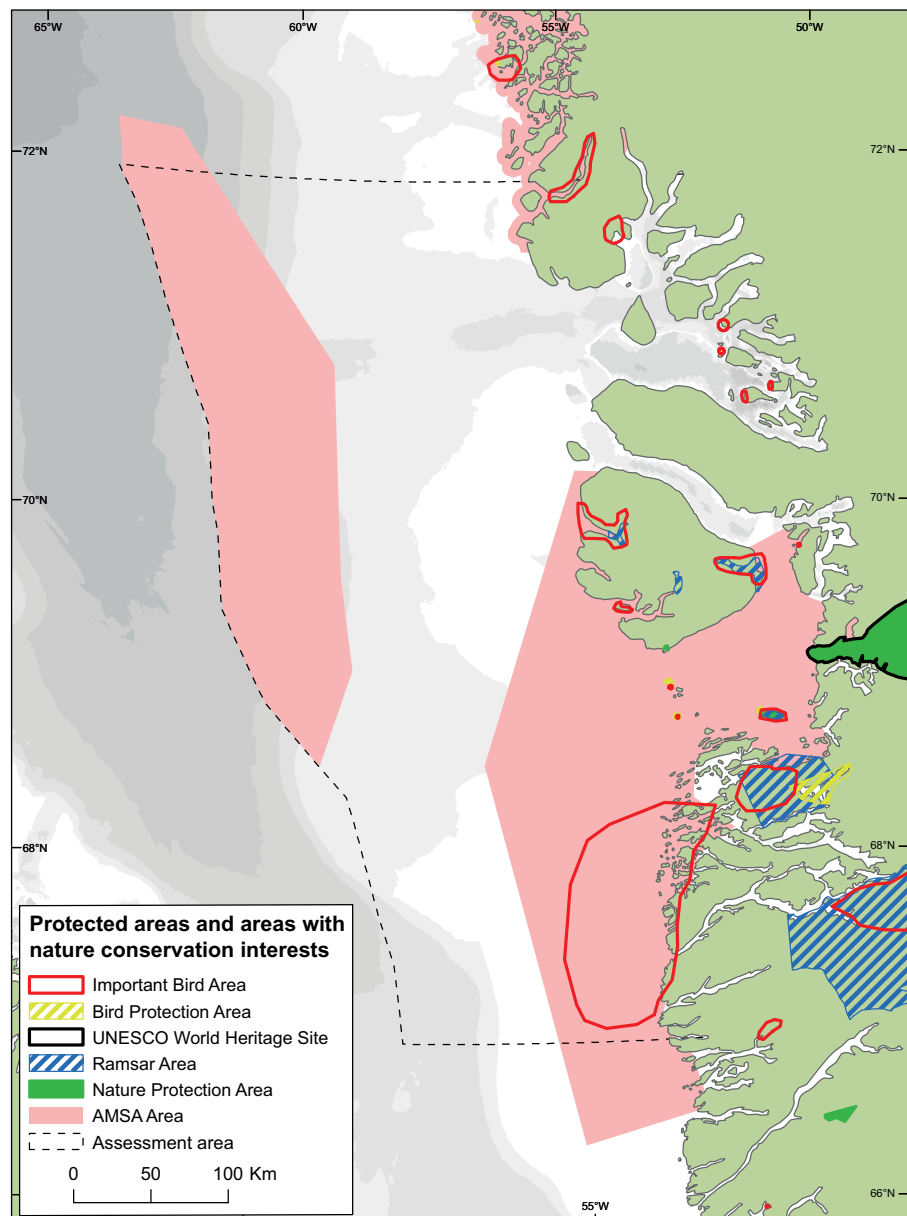 65°W 60°W 55°W 50°W
72°N 72°N
70°N 70°N
68°N 68°N
Protected areas and areas with
nature conservation interests
Important Bird Area
Bird Protection Area
UNESCO World Heritage Site
Ramsar Area
Nature Protection Area
AMSA Area
Assessment area
0 50 100 Km
66°N
55°W